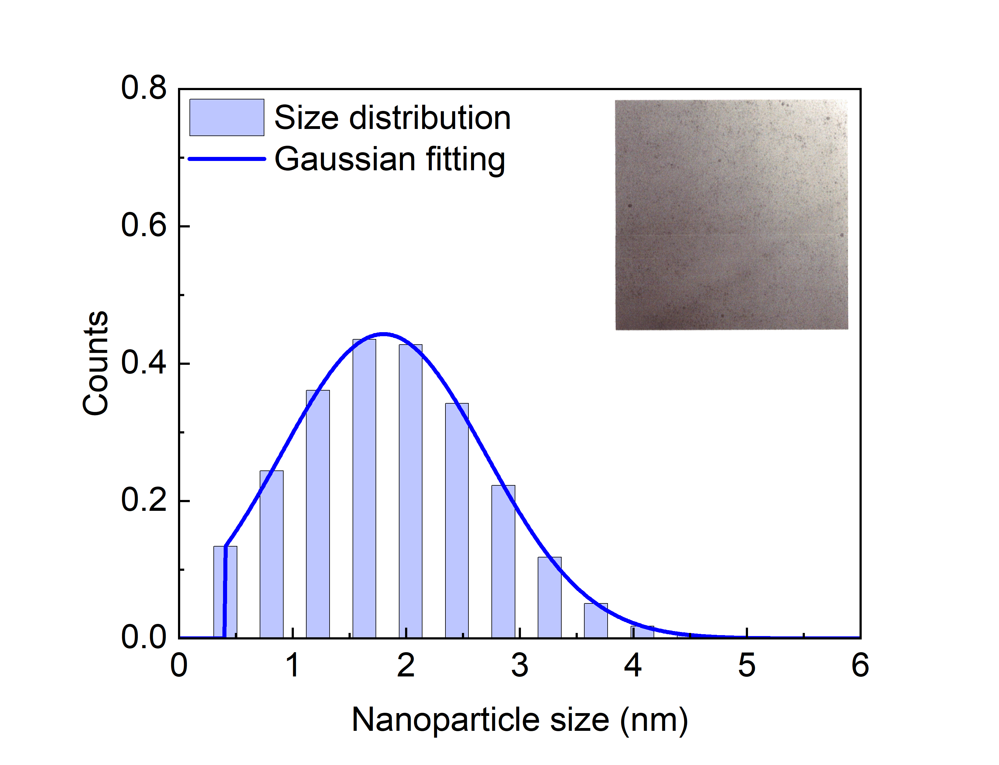 0.8
Size distribution
Gaussian fitting
0.6
Counts
0.4
0.2
0.0
0 1 2 3 4 5 6
Nanoparticle size (nm)